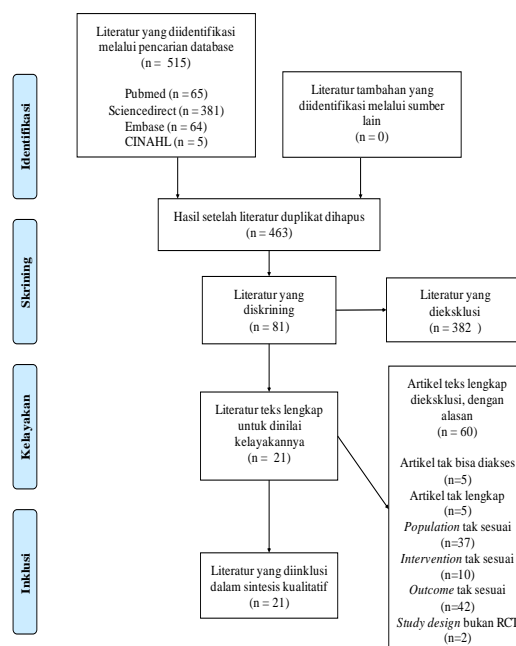 Literatur yang diidentifikasi
melalui pencarian database
(n = 515)
Pubmed (n = 65)
Sciencedirect (n = 381)
Embase (n = 64)
CINAHL (n = 5)
Literatur tambahan yang
diidentifikasi melalui sumber
lain
(n = 0)
Identifikasi
Hasil setelah literatur duplikat dihapus
(n = 463)
Skrining
Literatur yang
diskrining
(n = 81)
Literatur yang
dieksklusi
(n = 382 )
Kelayakan
Literatur teks lengkap
untuk dinilai
kelayakannya
(n = 21)
Artikel teks lengkap
dieksklusi, dengan
alasan
(n = 60)
Artikel tak bisa diakses
(n=5)
Artikel tak lengkap
(n=5)
Population tak sesuai
(n=37)
Intervention tak sesuai
(n=10)
Outcome tak sesuai
(n=42)
Study design bukan RCT
(n=2)
Inklusi
Literatur yang diinklusi
dalam sintesis kualitatif
(n = 21)